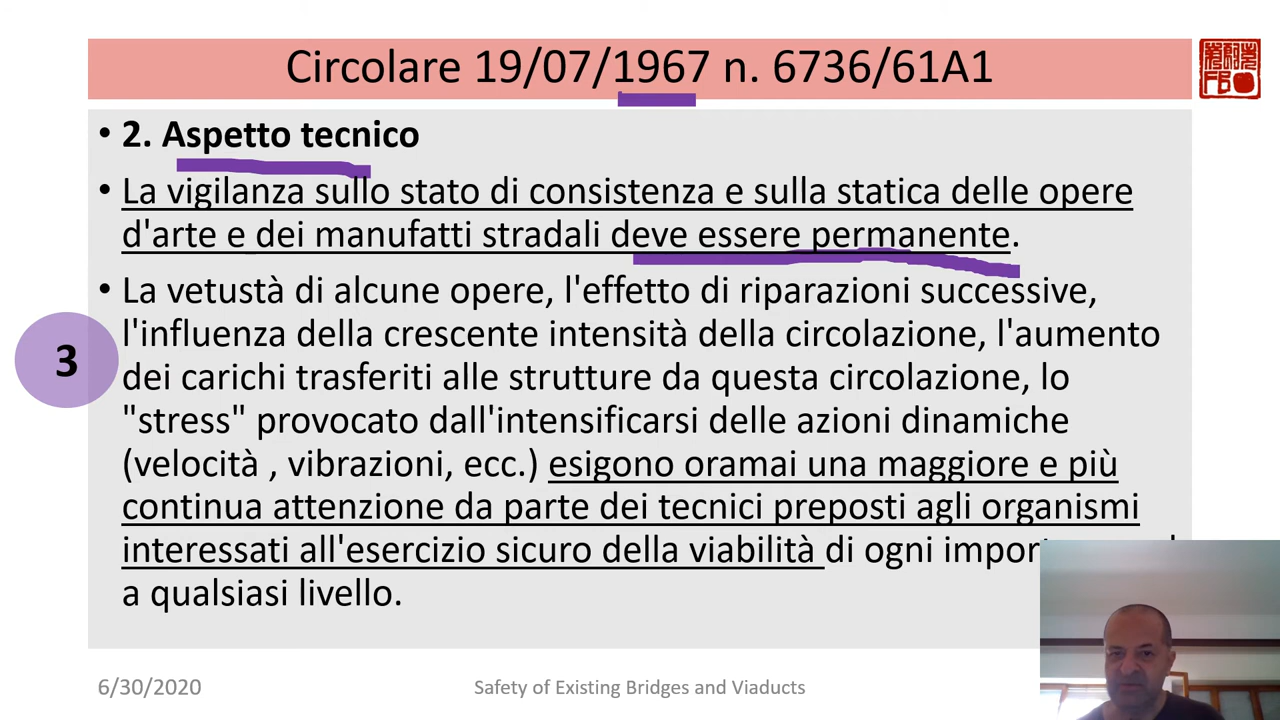 Circolare 19/07/1967 n. 6736/61A1
• 2. Aspetto tecnico
• La vigilanza sullo stato di consistenza e sulla statica delle opere
d'arte e dei manufatti stradali deve essere permanente.
• La vetustà di alcune opere, l'effetto di riparazioni successive,
l'influenza della crescente intensità della circolazione, l'aumento
dei carichi trasferiti alle strutture da questa circolazione, lo
"stress" provocato dall'intensificarsi delle azioni dinamiche
(velocità , vibrazioni, ecc.) esigono oramai una maggiore e più
continua attenzione da parte dei tecnici preposti agli organismi
interessati all'esercizio sicuro della viabilità di ogni
a qualsiasi livello.
3
6/30/2020
Safety of Existing Bridges and Viaducts